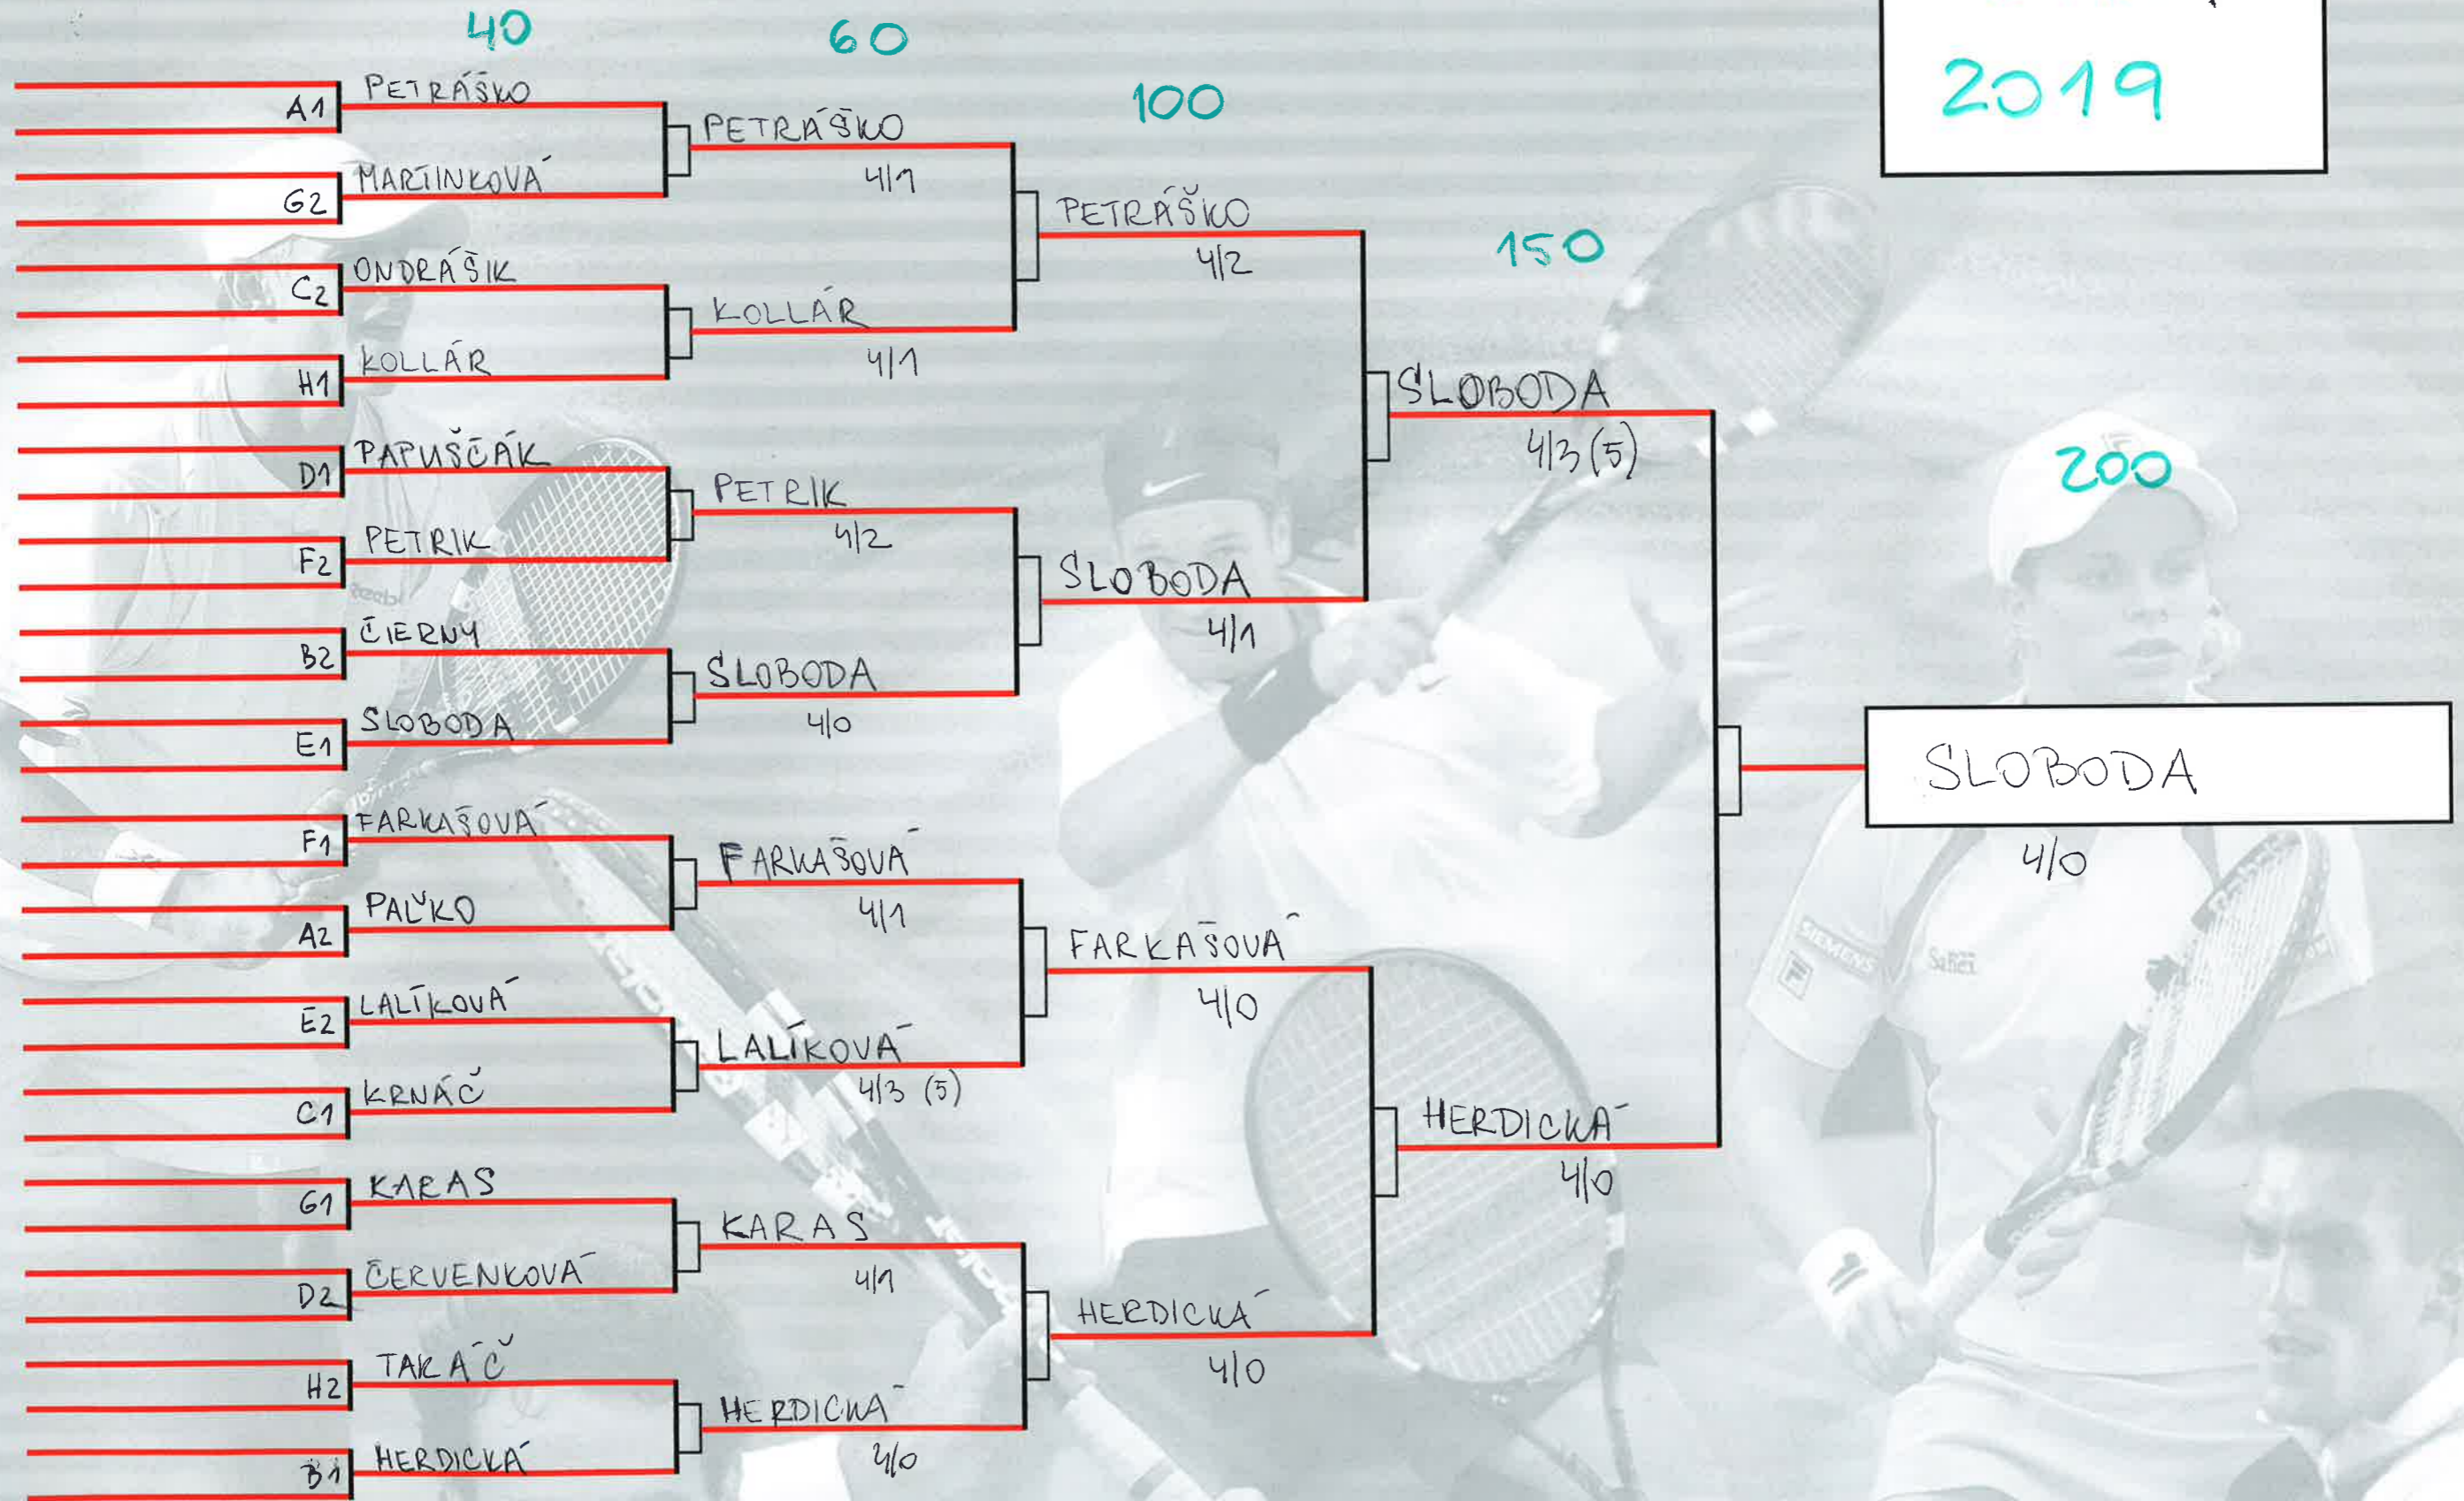 40
60
100
150
200
2019
A1 PETRÁŠKO
G2 MARTINKOVÁ
C2 ONDRÁŠIK
H1 KOLLÁR
D1 PAPUŠČÁK
F2 PETRIK
B2 ČIERNY
E1 SLOBODA
F1 FARKAŠOVÁ
A2 PAĽKO
E2 LALÍKOVÁ
C1 KRNÁČ
G1 KARAS
D2 ČERVENKOVÁ
H2 TAKÁČ
B1 HERDICKÁ
PETRÁŠKO
4/1
KOLLÁR
4/1
PETRIK
4/2
SLOBODA
4/0
FARKAŠOVÁ
4/1
LALÍKOVÁ
4/3 (5)
KARAS
4/1
HERDICKÁ
4/0
PETRÁŠKO
4/2
SLOBODA
4/1
FARKAŠOVÁ
4/0
HERDICKÁ
4/0
SLOBODA
4/3 (5)
HERDICKÁ
4/0
SLOBODA
4/0
SIEMENS